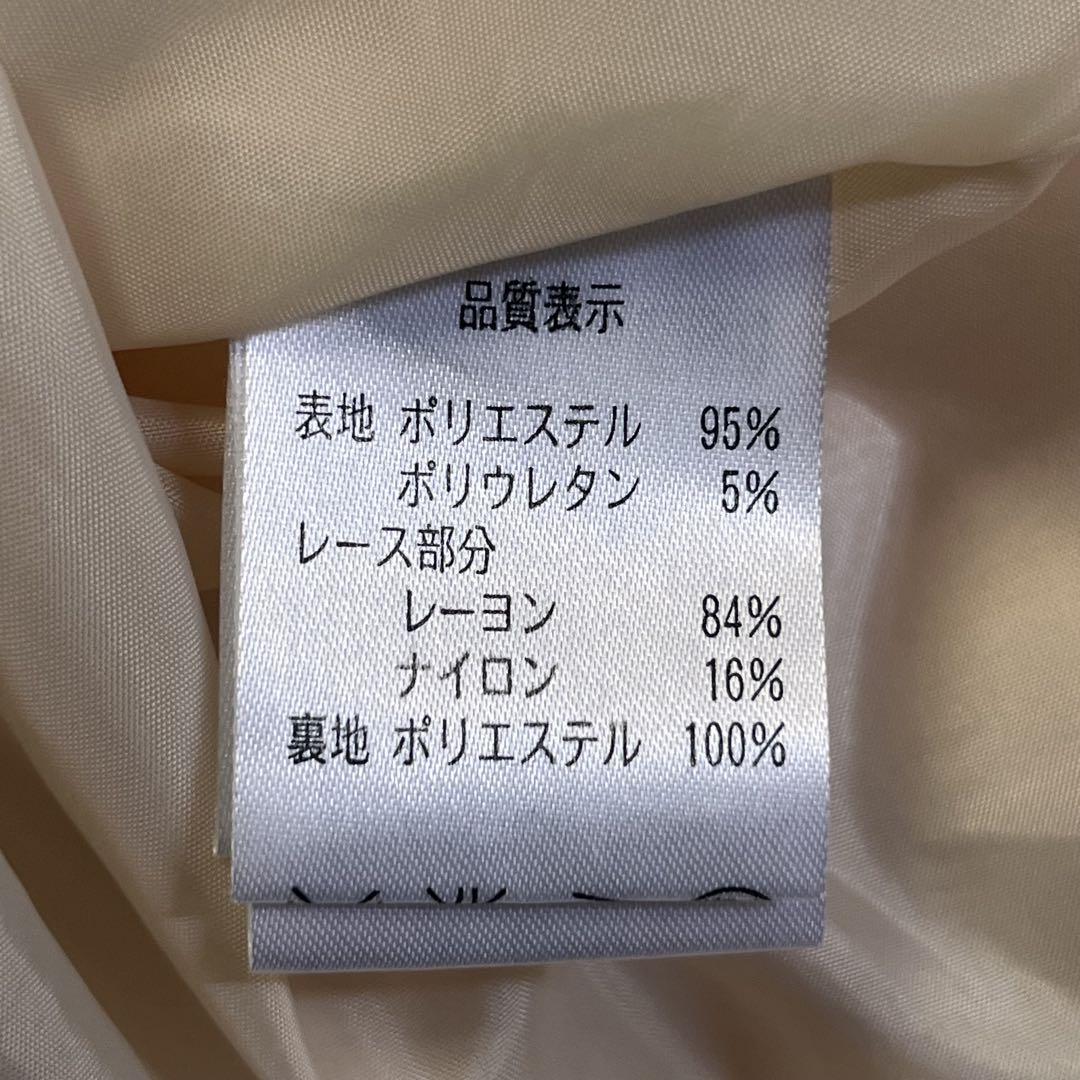 品質表示
表地 ポリエステル 95%
ポリウレタン 5%
レース部分
レーヨン 84%
ナイロン 16%
裏地 ポリエステル 100%